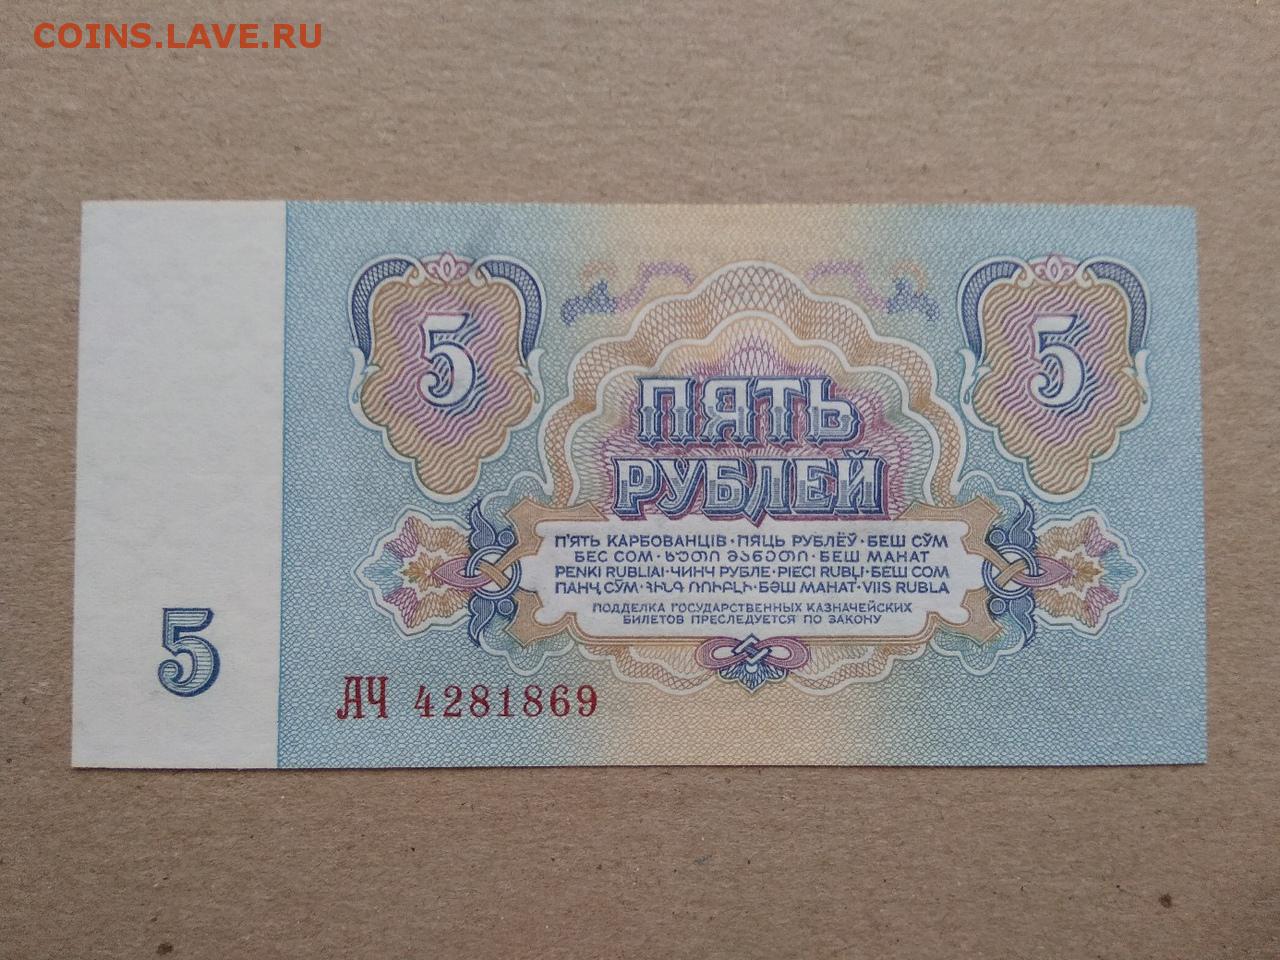 COINS.LAVE.RU
5 5
ПЯТЬ
РУБЛЕЙ
П'ЯТЬ КАРБОВАНЦІВ · ПЯЦЬ РУБЛЁЎ · БЕШ СЎМ
БЕС СОМ · ᲮᲣᲗᲘ ᲛᲐᲜᲔᲗᲘ · БЕШ МАНАТ
PENKI RUBLIAI · ЧИНЧ РУБЛЕ · PIECI RUBĻI · БЕШ СОМ
ПАНҶ СӮМ · ՀԻՆԳ ՌՈՒԲԼԻ · БӘШ МАНАТ · VIIS RUBLA
ПОДДЕЛКА ГОСУДАРСТВЕННЫХ КАЗНАЧЕЙСКИХ
БИЛЕТОВ ПРЕСЛЕДУЕТСЯ ПО ЗАКОНУ
5
АЧ 4281869